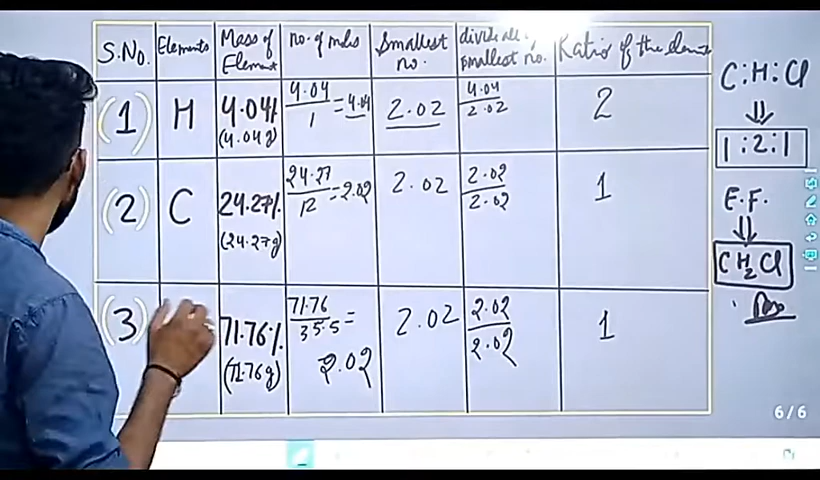 S.No.
Elements
Mass of
Element
no. of mols
Smallest
no.
divide all
smallest no.
Ratio of the
(1)
H
4.04%
(4.04g)
4.04
1
= 4.04
2.02
4.04
2.02
2
(2)
C
24.27%
(24.27g)
24.27
12
= 2.02
2.02
2.02
2.02
1
(3)
71.76%
(71.76g)
71.76
35.5
=
2.02
2.02
2.02
2.02
1
C:H:Cl
⇓
1:2:1
E.F.
⇓
CH₂Cl
6/6